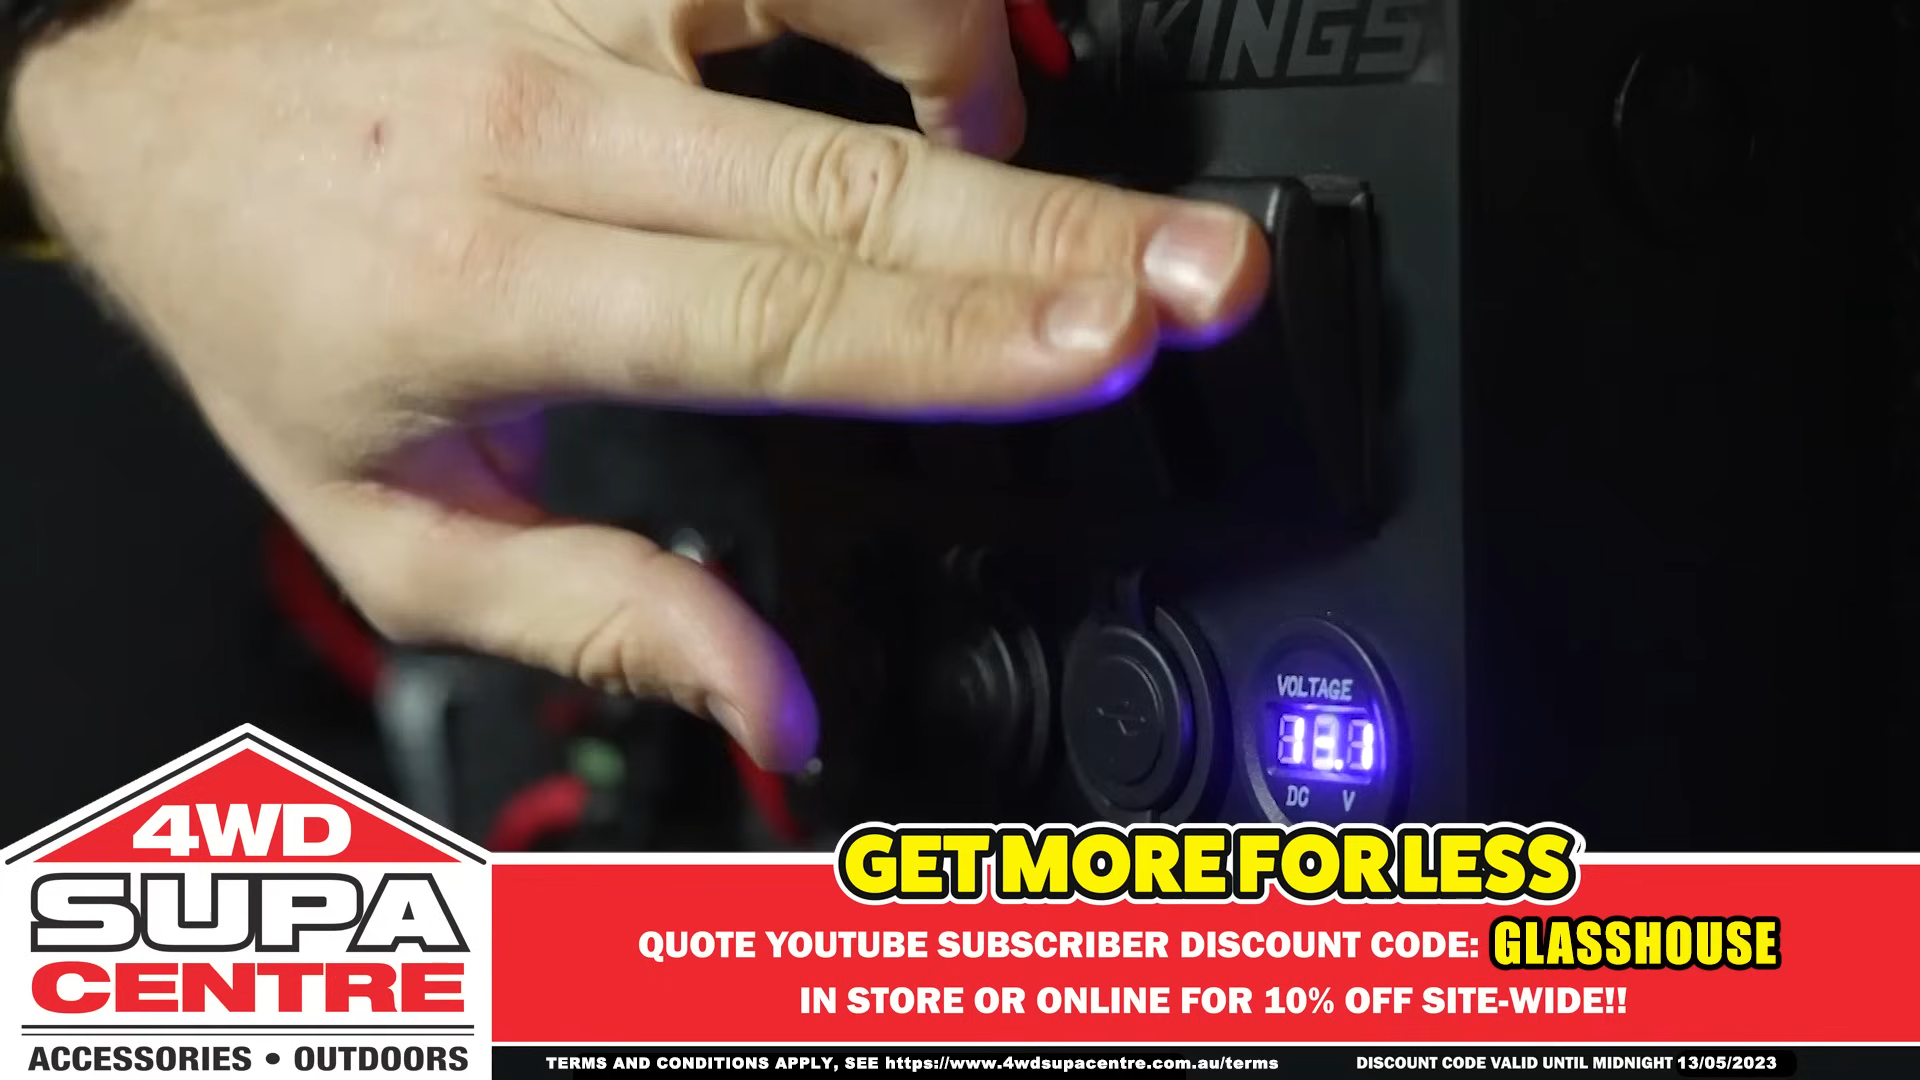 KINGS
VOLTAGE
DC V
4WD
SUPA
CENTRE
ACCESSORIES • OUTDOORS
GET MORE FOR LESS
QUOTE YOUTUBE SUBSCRIBER DISCOUNT CODE: GLASSHOUSE
IN STORE OR ONLINE FOR 10% OFF SITE-WIDE!!
TERMS AND CONDITIONS APPLY, SEE https://www.4wdsupacentre.com.au/terms
DISCOUNT CODE VALID UNTIL MIDNIGHT 13/05/2023